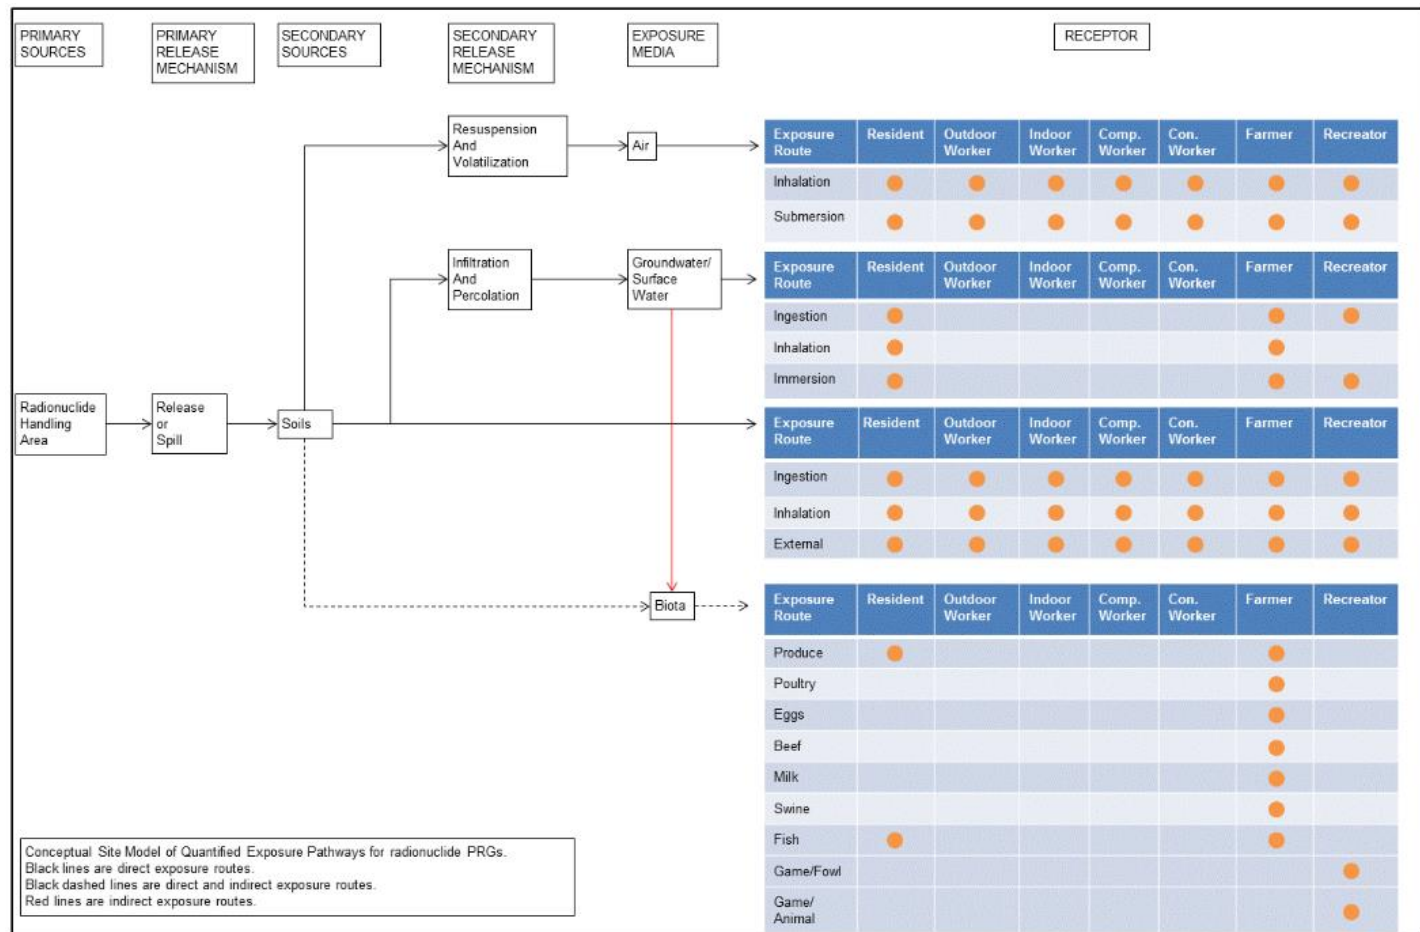 PRIMARY
SOURCES
PRIMARY
RELEASE
MECHANISM
SECONDARY
SOURCES
SECONDARY
RELEASE
MECHANISM
EXPOSURE
MEDIA
RECEPTOR
Resuspension
And
Volatilization
Air
Exposure
Route
Resident
Outdoor
Worker
Indoor
Worker
Comp.
Worker
Con.
Worker
Farmer
Recreator
Inhalation
Submersion
Infiltration
And
Percolation
Groundwater/
Surface
Water
Exposure
Route
Resident
Outdoor
Worker
Indoor
Worker
Comp.
Worker
Con.
Worker
Farmer
Recreator
Ingestion
Inhalation
Immersion
Radionuclide
Handling
Area
Release
or
Spill
Soils
Exposure
Route
Resident
Outdoor
Worker
Indoor
Worker
Comp.
Worker
Con.
Worker
Farmer
Recreator
Ingestion
Inhalation
External
Biota
Exposure
Route
Resident
Outdoor
Worker
Indoor
Worker
Comp.
Worker
Con.
Worker
Farmer
Recreator
Produce
Poultry
Eggs
Beef
Milk
Swine
Fish
Game/Fowl
Game/
Animal
Conceptual Site Model of Quantified Exposure Pathways for radionuclide PRGs.
Black lines are direct exposure routes.
Black dashed lines are direct and indirect exposure routes.
Red lines are indirect exposure routes.